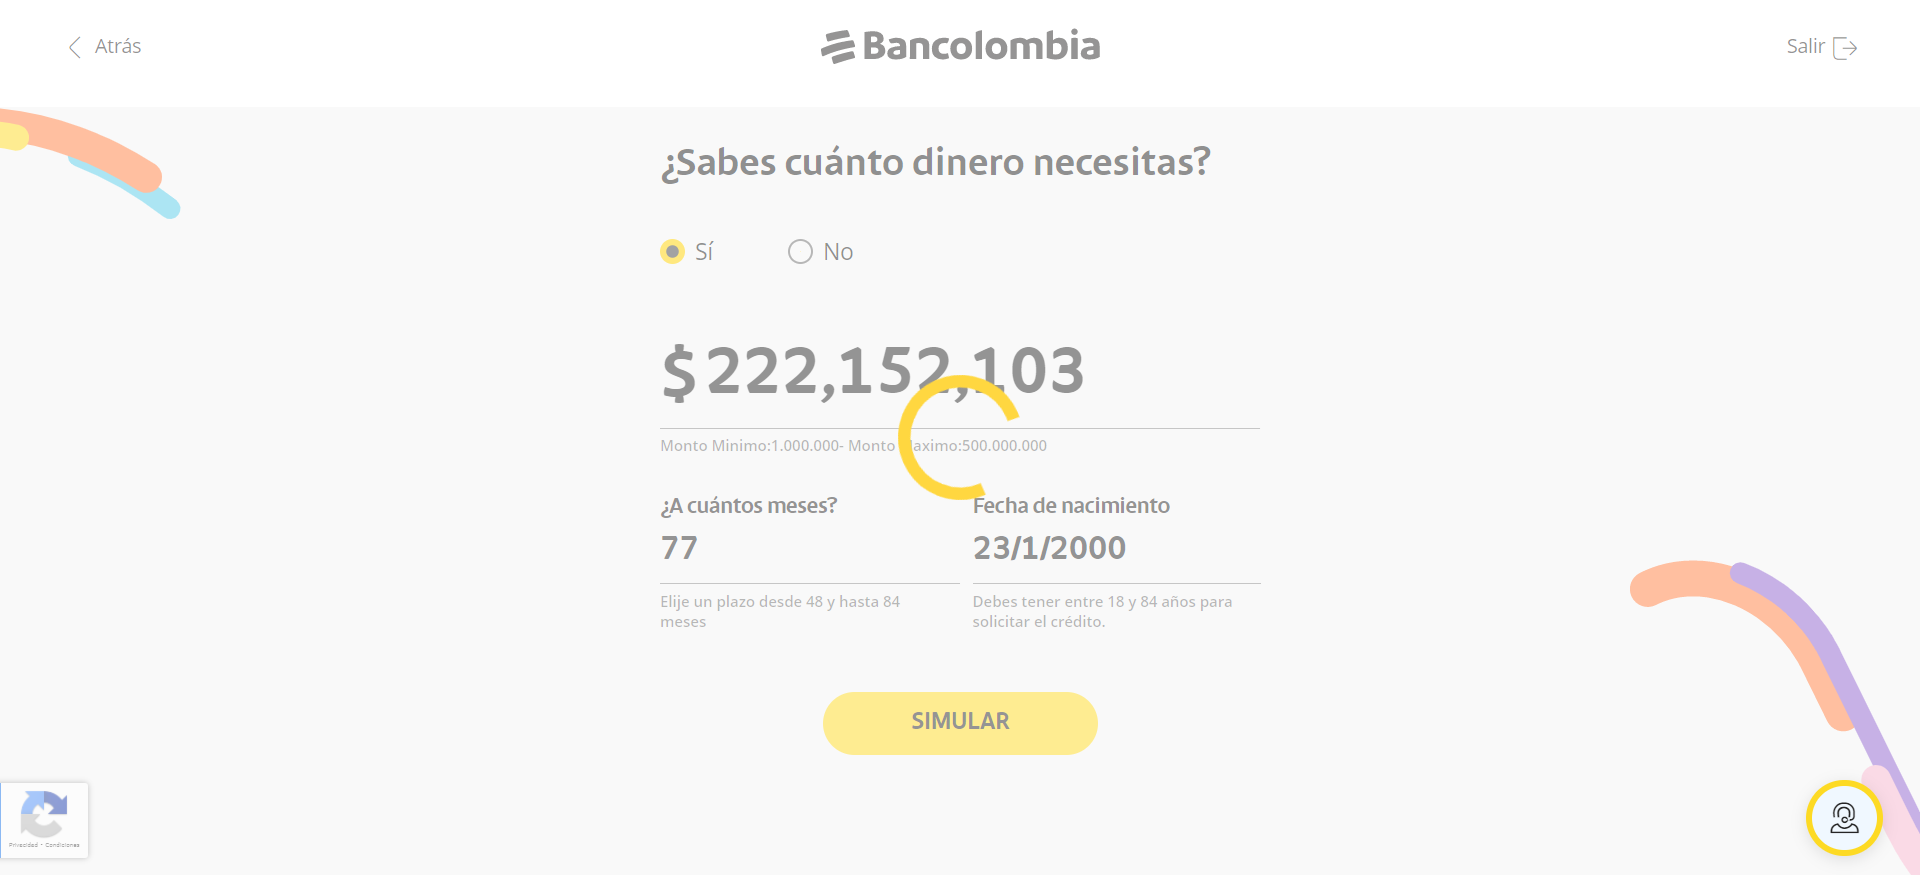 Atrás
Bancolombia
Salir
¿Sabes cuánto dinero necesitas?
Sí
No
$222,152,103
Monto Minimo:1.000.000- Monto Maximo:500.000.000
¿A cuántos meses?
Fecha de nacimiento
77
23/1/2000
Elije un plazo desde 48 y hasta 84
meses
Debes tener entre 18 y 84 años para
solicitar el crédito.
SIMULAR
Privacidad - Condiciones